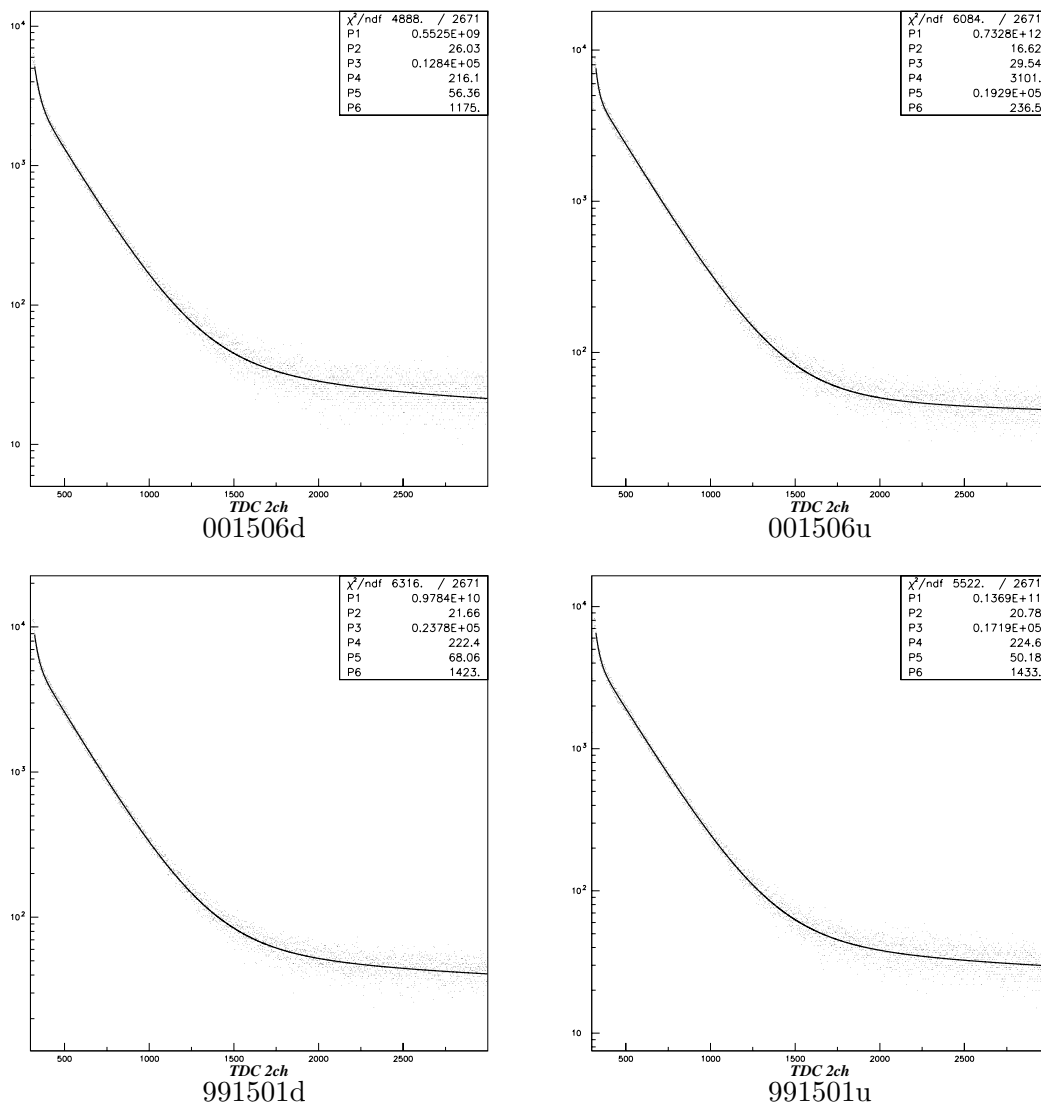 χ²/ndf 4888. / 2671
P1 0.5525E+09
P2 26.03
P3 0.1284E+05
P4 216.1
P5 56.36
P6 1175.
10⁴
10³
10²
10
500 1000 1500 2000 2500
TDC 2ch
001506d
χ²/ndf 6084. / 2671
P1 0.7328E+12
P2 16.62
P3 29.54
P4 3101.
P5 0.1929E+05
P6 236.5
10⁴
10³
10²
500 1000 1500 2000 2500
TDC 2ch
001506u
χ²/ndf 6316. / 2671
P1 0.9784E+10
P2 21.66
P3 0.2378E+05
P4 222.4
P5 68.06
P6 1423.
10⁴
10³
10²
500 1000 1500 2000 2500
TDC 2ch
991501d
χ²/ndf 5522. / 2671
P1 0.1369E+11
P2 20.78
P3 0.1719E+05
P4 224.6
P5 50.18
P6 1433.
10⁴
10³
10²
10
500 1000 1500 2000 2500
TDC 2ch
991501u